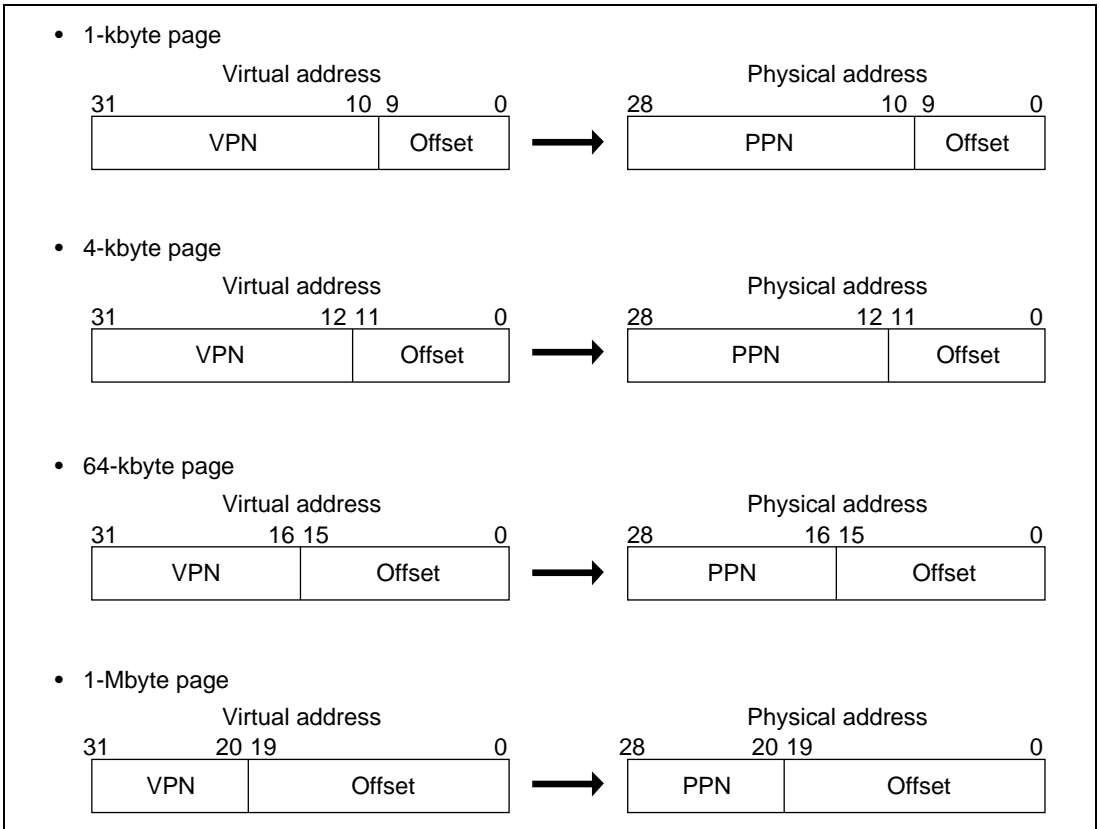 • 1-kbyte page
Virtual address Physical address
31 10 9 0 28 10 9 0
VPN Offset PPN Offset
• 4-kbyte page
Virtual address Physical address
31 12 11 0 28 12 11 0
VPN Offset PPN Offset
• 64-kbyte page
Virtual address Physical address
31 16 15 0 28 16 15 0
VPN Offset PPN Offset
• 1-Mbyte page
Virtual address Physical address
31 20 19 0 28 20 19 0
VPN Offset PPN Offset